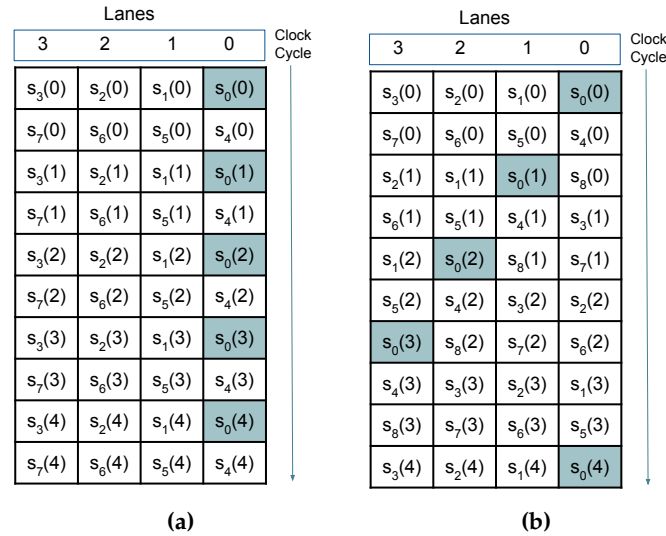 Lanes
3 2 1 0
Clock
Cycle
s₃(0) s₂(0) s₁(0) s₀(0)
s₇(0) s₆(0) s₅(0) s₄(0)
s₃(1) s₂(1) s₁(1) s₀(1)
s₇(1) s₆(1) s₅(1) s₄(1)
s₃(2) s₂(2) s₁(2) s₀(2)
s₇(2) s₆(2) s₅(2) s₄(2)
s₃(3) s₂(3) s₁(3) s₀(3)
s₇(3) s₆(3) s₅(3) s₄(3)
s₃(4) s₂(4) s₁(4) s₀(4)
s₇(4) s₆(4) s₅(4) s₄(4)
(a)
Lanes
3 2 1 0
Clock
Cycle
s₃(0) s₂(0) s₁(0) s₀(0)
s₇(0) s₆(0) s₅(0) s₄(0)
s₂(1) s₁(1) s₀(1) s₈(0)
s₆(1) s₅(1) s₄(1) s₃(1)
s₁(2) s₀(2) s₈(1) s₇(1)
s₅(2) s₄(2) s₃(2) s₂(2)
s₀(3) s₈(2) s₇(2) s₆(2)
s₄(3) s₃(3) s₂(3) s₁(3)
s₈(3) s₇(3) s₆(3) s₅(3)
s₃(4) s₂(4) s₁(4) s₀(4)
(b)